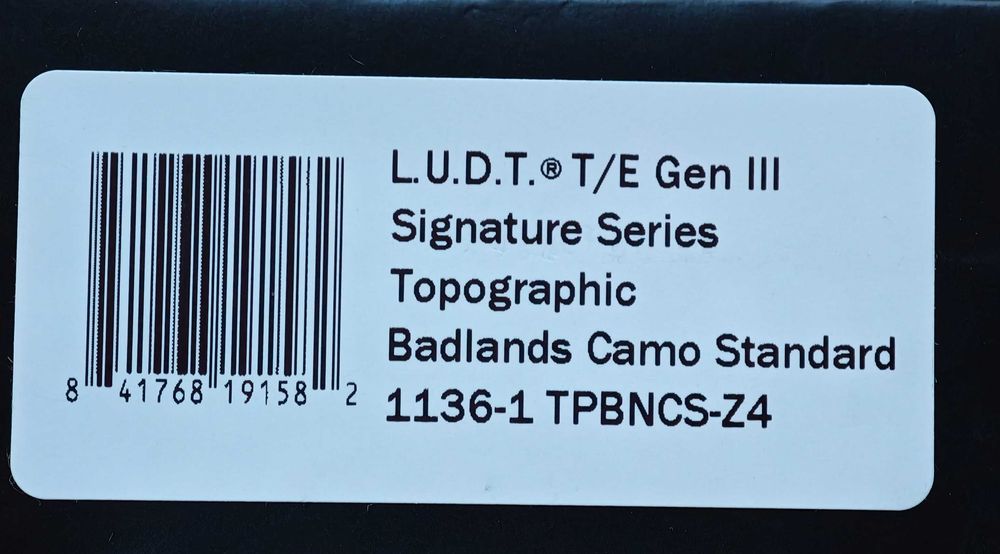 L.U.D.T.® T/E Gen III
Signature Series
Topographic
Badlands Camo Standard
1136-1 TPBNCS-Z4
8 41768 19158 2